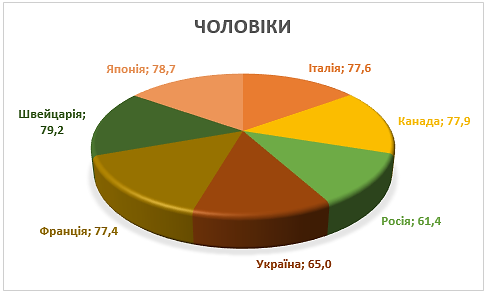 ЧОЛОВІКИ
Японія; 78,7
Італія; 77,6
Швейцарія;
79,2
Канада; 77,9
Франція; 77,4
Росія; 61,4
Україна; 65,0